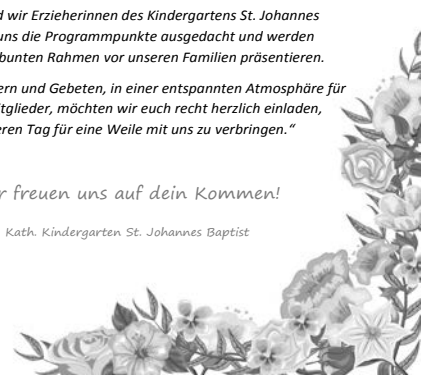 wir Erzieherinnen des Kindergartens St. Johannes
uns die Programmpunkte ausgedacht und werden
bunten Rahmen vor unseren Familien präsentieren.
ern und Gebeten, in einer entspannten Atmosphäre für
itglieder, möchten wir euch recht herzlich einladen,
eren Tag für eine Weile mit uns zu verbringen.“
r freuen uns auf dein Kommen!
Kath. Kindergarten St. Johannes Baptist